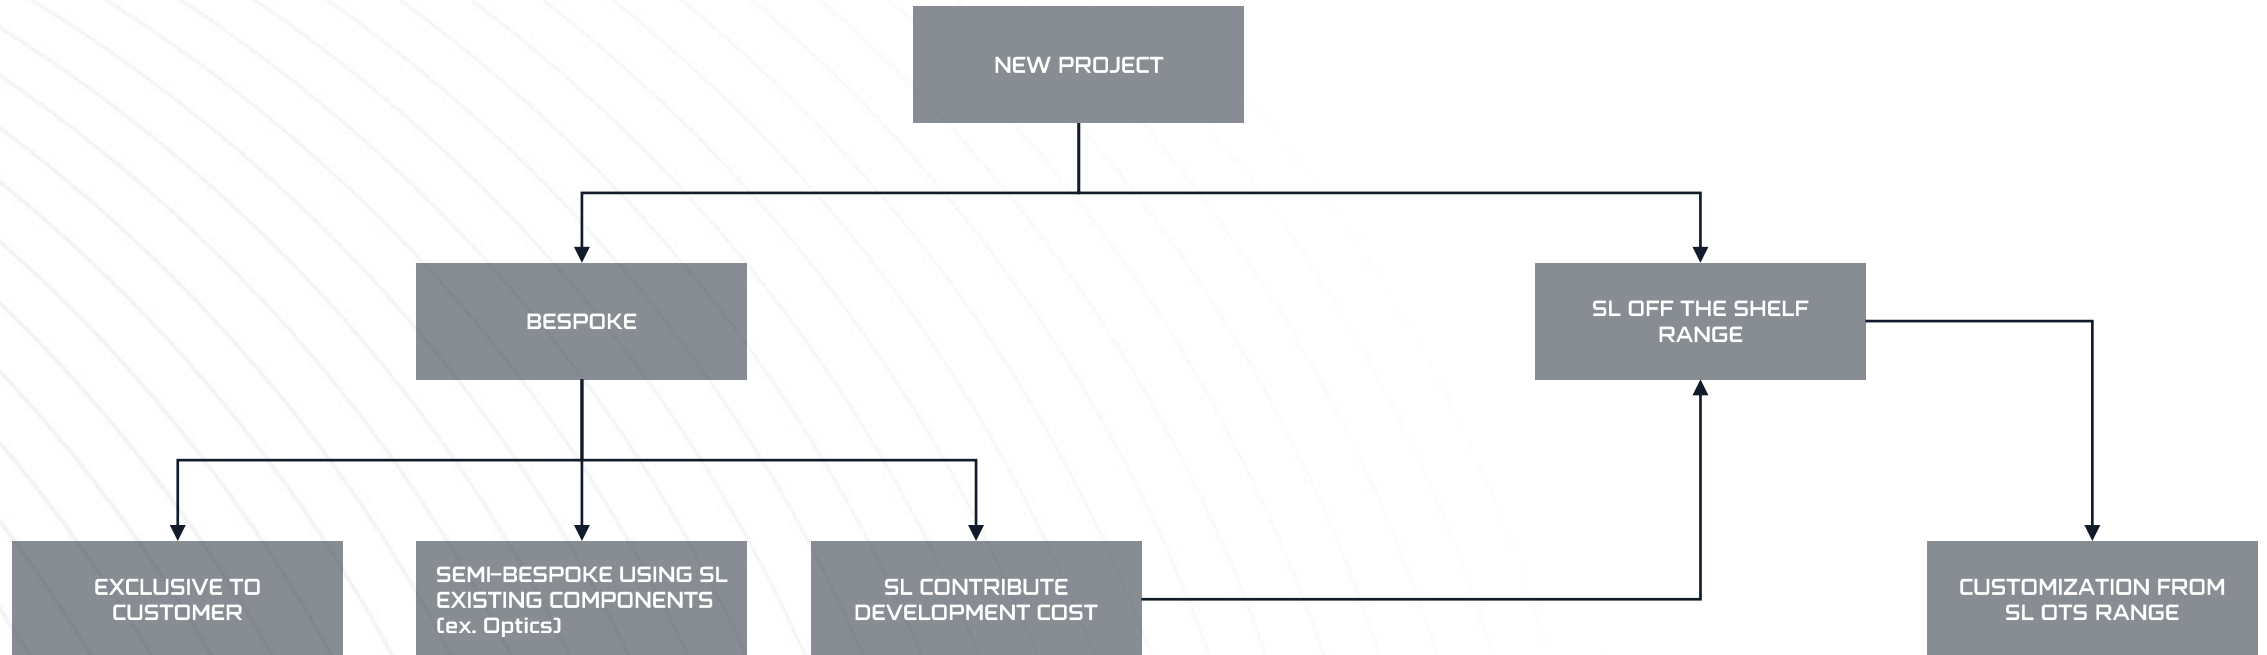 NEW PROJECT
BESPOKE
SL OFF THE SHELF
RANGE
EXCLUSIVE TO
CUSTOMER
SEMI-BESPOKE USING SL
EXISTING COMPONENTS
(ex. Optics)
SL CONTRIBUTE
DEVELOPMENT COST
CUSTOMIZATION FROM
SL OTS RANGE